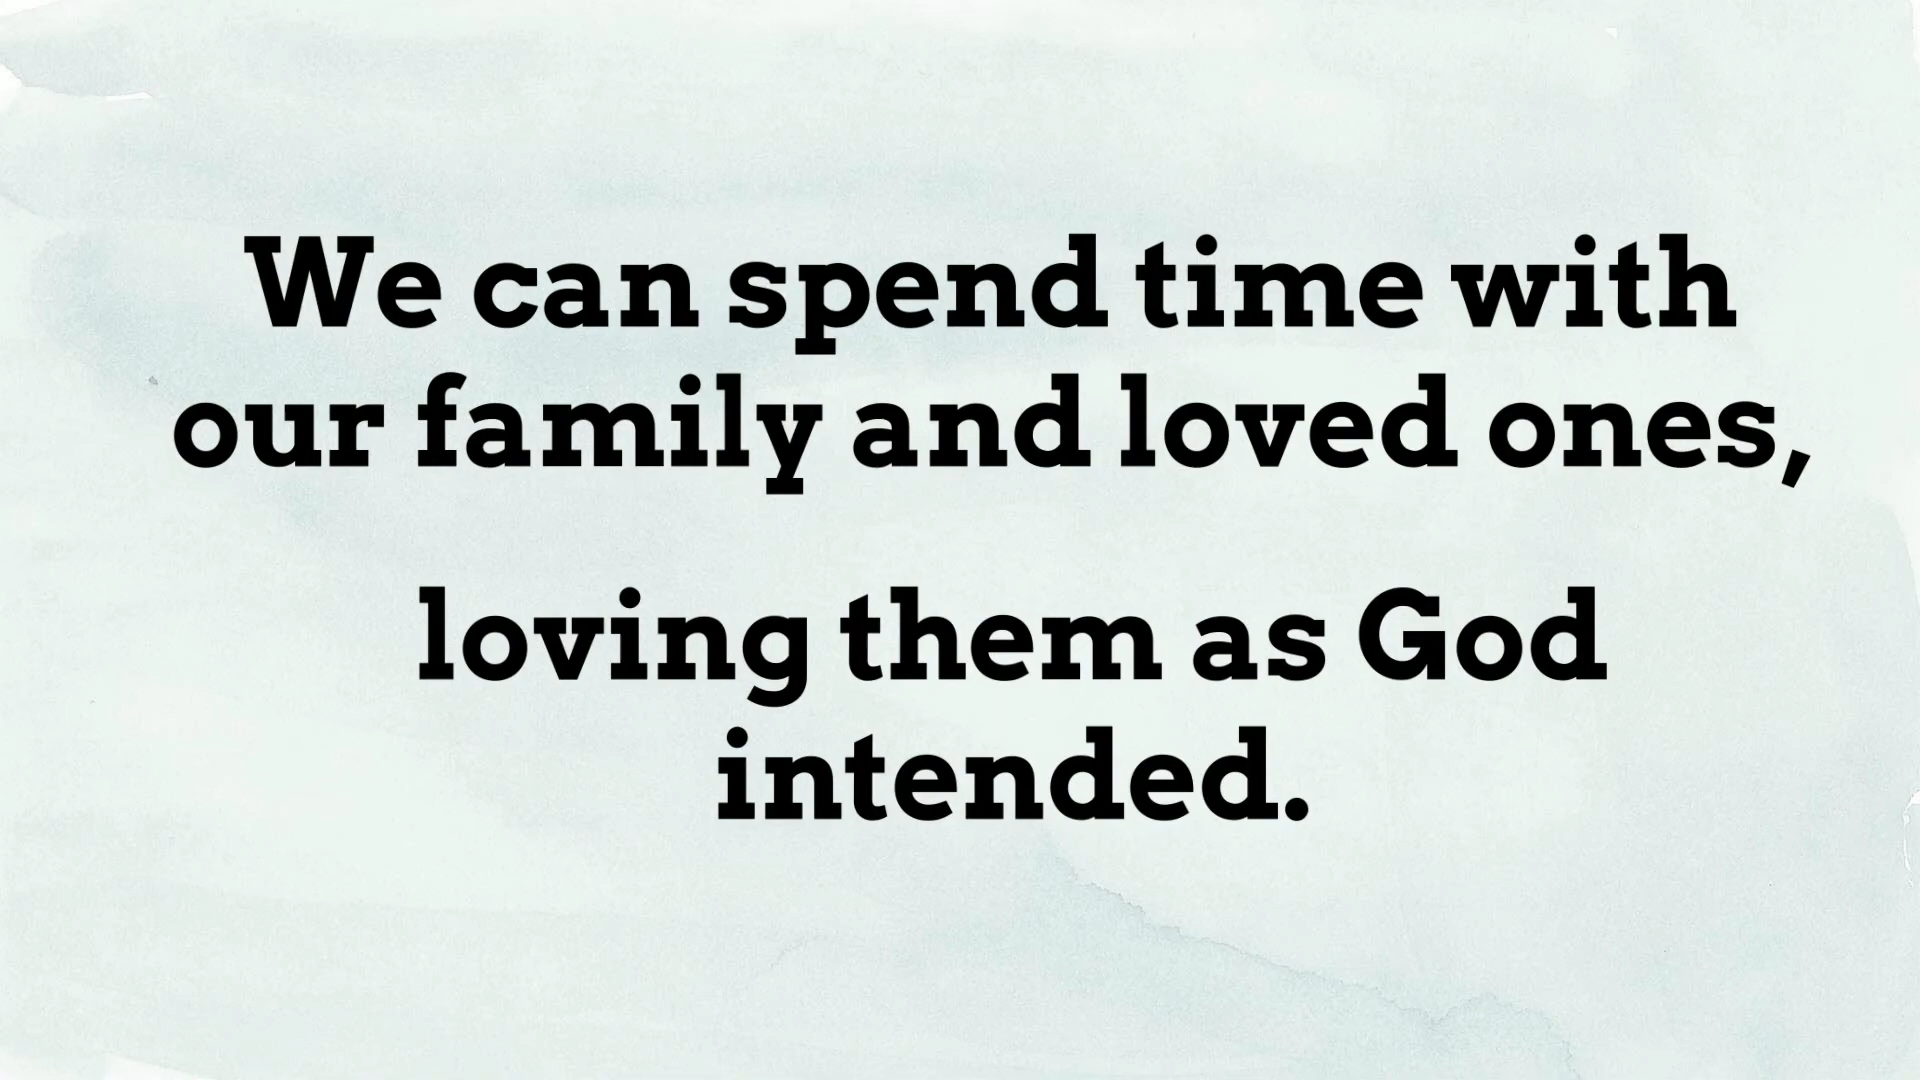 We can spend time with
our family and loved ones,
loving them as God
intended.